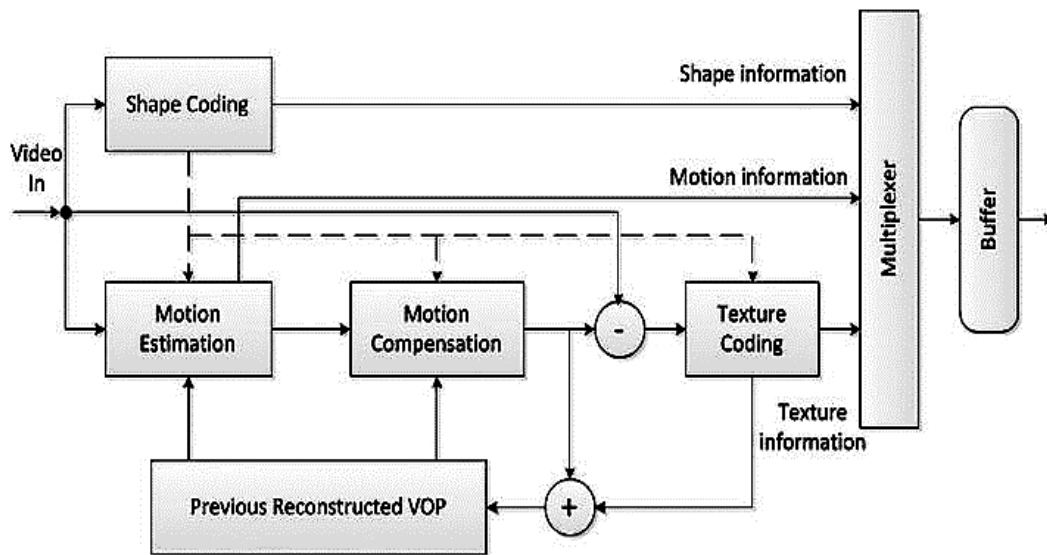 Shape information
Shape Coding
Video
In
Motion information
Multiplexer
Buffer
Motion
Estimation
Motion
Compensation
-
Texture
Coding
Texture
information
Previous Reconstructed VOP
+